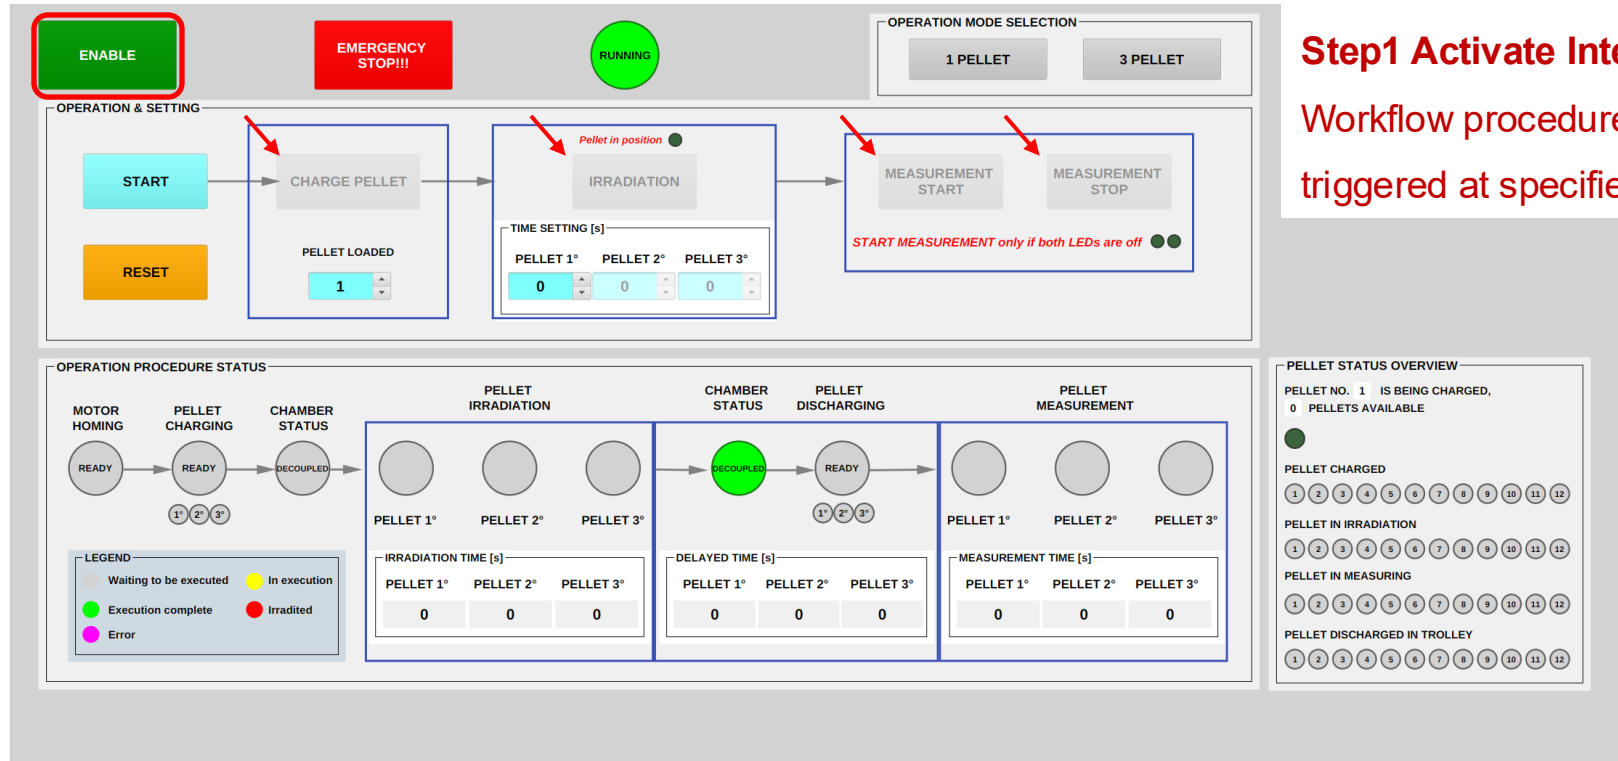 ENABLE
EMERGENCY
STOP!!!
RUNNING
OPERATION MODE SELECTION
1 PELLET
3 PELLET
Step1 Activate Inte
Workflow procedure
triggered at specifie
OPERATION & SETTING
START
CHARGE PELLET
Pellet in position
IRRADIATION
MEASUREMENT
START
MEASUREMENT
STOP
TIME SETTING [s]
PELLET 1° PELLET 2° PELLET 3°
0 0 0
START MEASUREMENT only if both LEDs are off
RESET
PELLET LOADED
1
OPERATION PROCEDURE STATUS
MOTOR
HOMING
PELLET
CHARGING
CHAMBER
STATUS
PELLET
IRRADIATION
CHAMBER
STATUS
PELLET
DISCHARGING
PELLET
MEASUREMENT
READY
READY
DECOUPLED
DECOUPLED
READY
1° 2° 3°
PELLET 1° PELLET 2° PELLET 3°
1° 2° 3°
PELLET 1° PELLET 2° PELLET 3°
LEGEND
Waiting to be executed
In execution
Execution complete
Irradited
Error
IRRADIATION TIME [s]
PELLET 1° PELLET 2° PELLET 3°
0 0 0
DELAYED TIME [s]
PELLET 1° PELLET 2° PELLET 3°
0 0 0
MEASUREMENT TIME [s]
PELLET 1° PELLET 2° PELLET 3°
0 0 0
PELLET STATUS OVERVIEW
PELLET NO. 1 IS BEING CHARGED,
0 PELLETS AVAILABLE
PELLET CHARGED
1 2 3 4 5 6 7 8 9 10 11 12
PELLET IN IRRADIATION
1 2 3 4 5 6 7 8 9 10 11 12
PELLET IN MEASURING
1 2 3 4 5 6 7 8 9 10 11 12
PELLET DISCHARGED IN TROLLEY
1 2 3 4 5 6 7 8 9 10 11 12